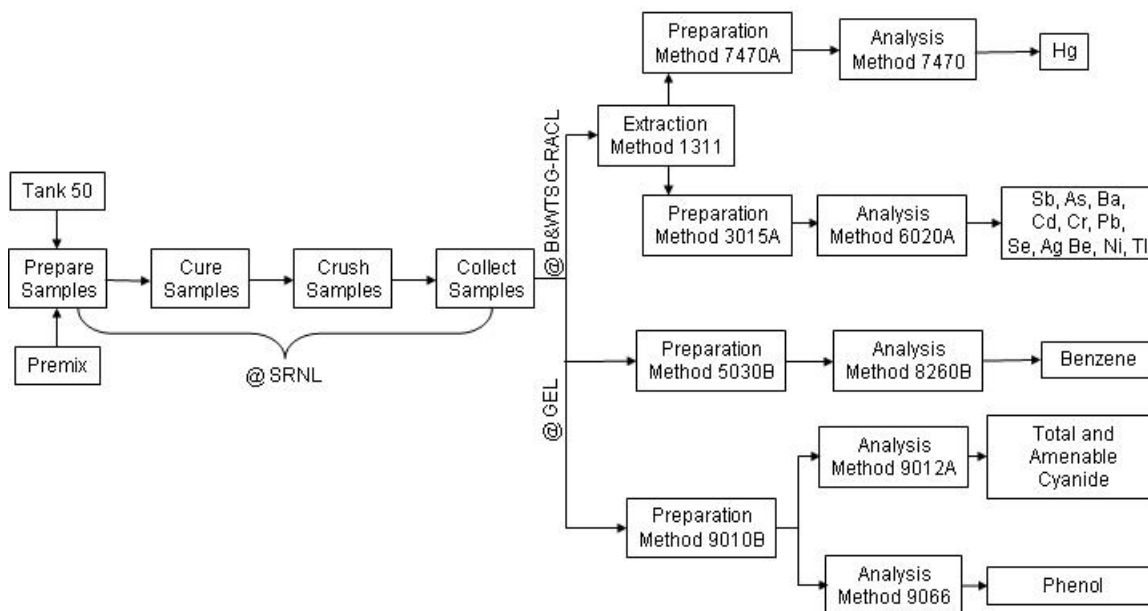 Preparation
Method 7470A
Analysis
Method 7470
Hg
Extraction
Method 1311
Preparation
Method 3015A
Analysis
Method 6020A
Sb, As, Ba,
Cd, Cr, Pb,
Se, Ag Be, Ni, Tl
Tank 50
Prepare
Samples
Cure
Samples
Crush
Samples
Collect
Samples
Premix
@ SRNL
@ B&WTSG-RACL
@ GEL
Preparation
Method 5030B
Analysis
Method 8260B
Benzene
Preparation
Method 9010B
Analysis
Method 9012A
Total and
Amenable
Cyanide
Analysis
Method 9066
Phenol